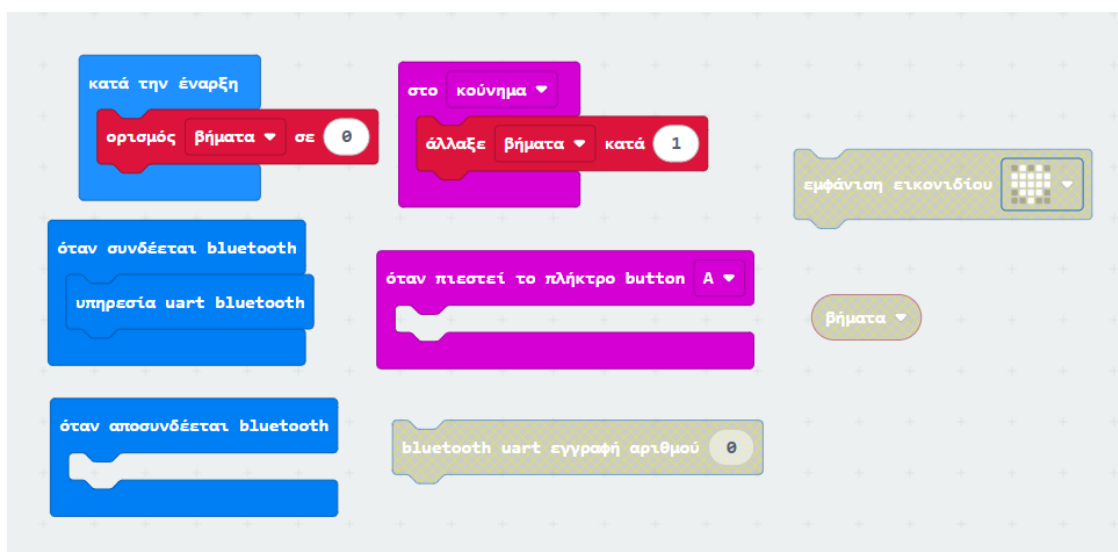 κατά την έναρξη
ορισμός βήματα σε 0
στο κούνημα
άλλαξε βήματα κατά 1
εμφάνιση εικονιδίου
όταν συνδέεται bluetooth
υπηρεσία uart bluetooth
όταν πιεστεί το πλήκτρο button A
βήματα
όταν αποσυνδέεται bluetooth
bluetooth uart εγγραφή αριθμού 0